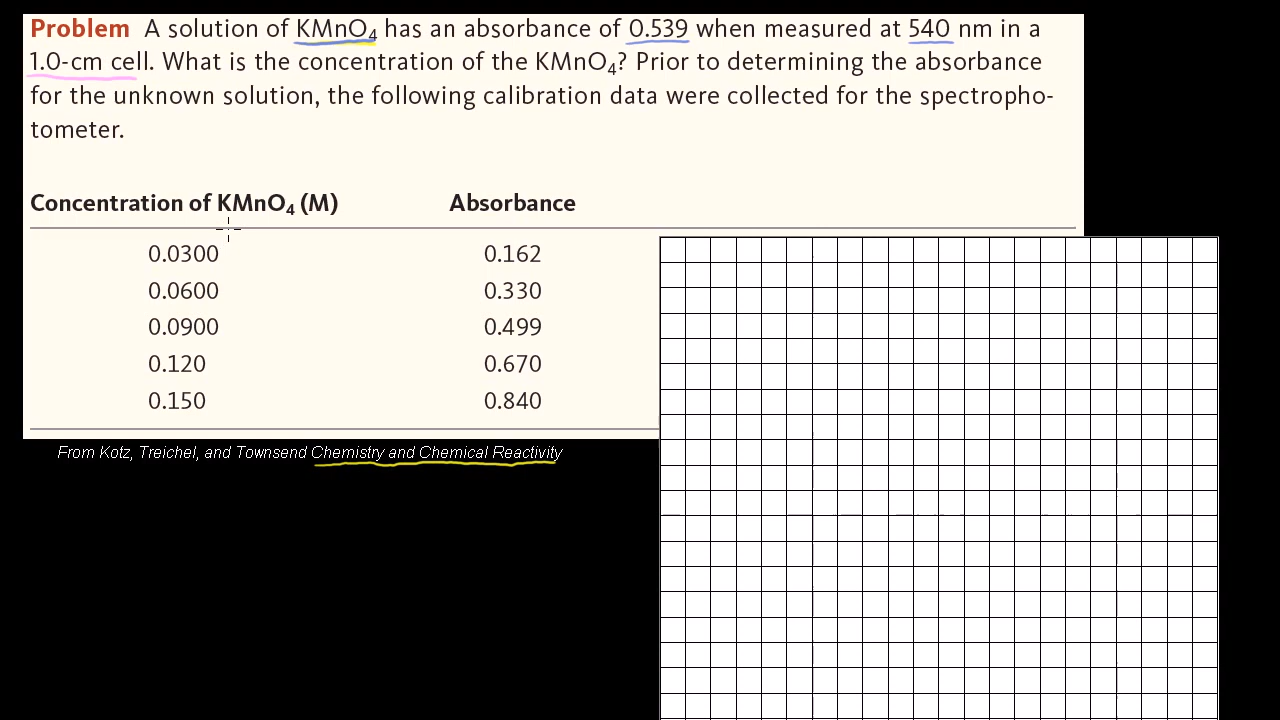 Problem A solution of KMnO₄ has an absorbance of 0.539 when measured at 540 nm in a
1.0-cm cell. What is the concentration of the KMnO₄? Prior to determining the absorbance
for the unknown solution, the following calibration data were collected for the spectropho-
tometer.
Concentration of KMnO₄ (M) Absorbance
0.0300 0.162
0.0600 0.330
0.0900 0.499
0.120 0.670
0.150 0.840
From Kotz, Treichel, and Townsend Chemistry and Chemical Reactivity